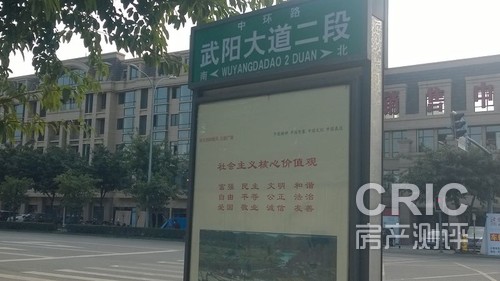 中环路
武阳大道二段
南 WUYANGDADAO 2 DUAN 北
社会主义核心价值观
富强 民主 文明 和谐
自由 平等 公正 法治
爱国 敬业 诚信 友善
CRIC
房产测评